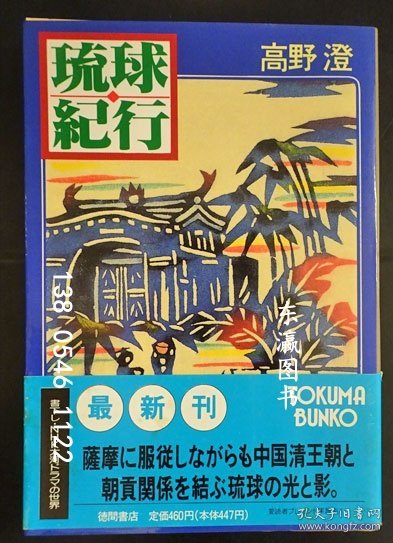 琉球
紀行
高野 澄
138 0546 1122
东瀛图书
TOKUMA
BUNKO
最新刊
薩摩に服従しながらも中国清王朝と
朝貢関係を結ぶ琉球の光と影。
徳間書店 定価460円(本体447円)
孔夫子旧书网
www.kongfz.com